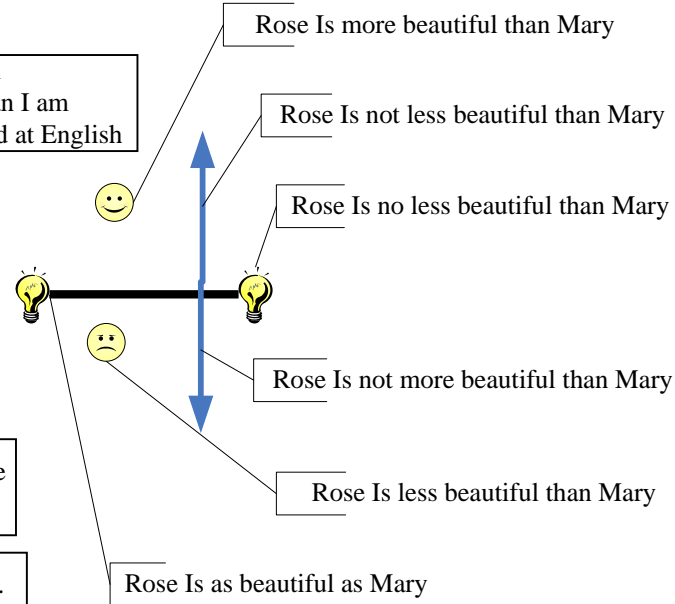 Rose Is more beautiful than Mary
an I am
d at English
Rose Is not less beautiful than Mary
Rose Is no less beautiful than Mary
Rose Is not more beautiful than Mary
e
Rose Is less beautiful than Mary
.
Rose Is as beautiful as Mary